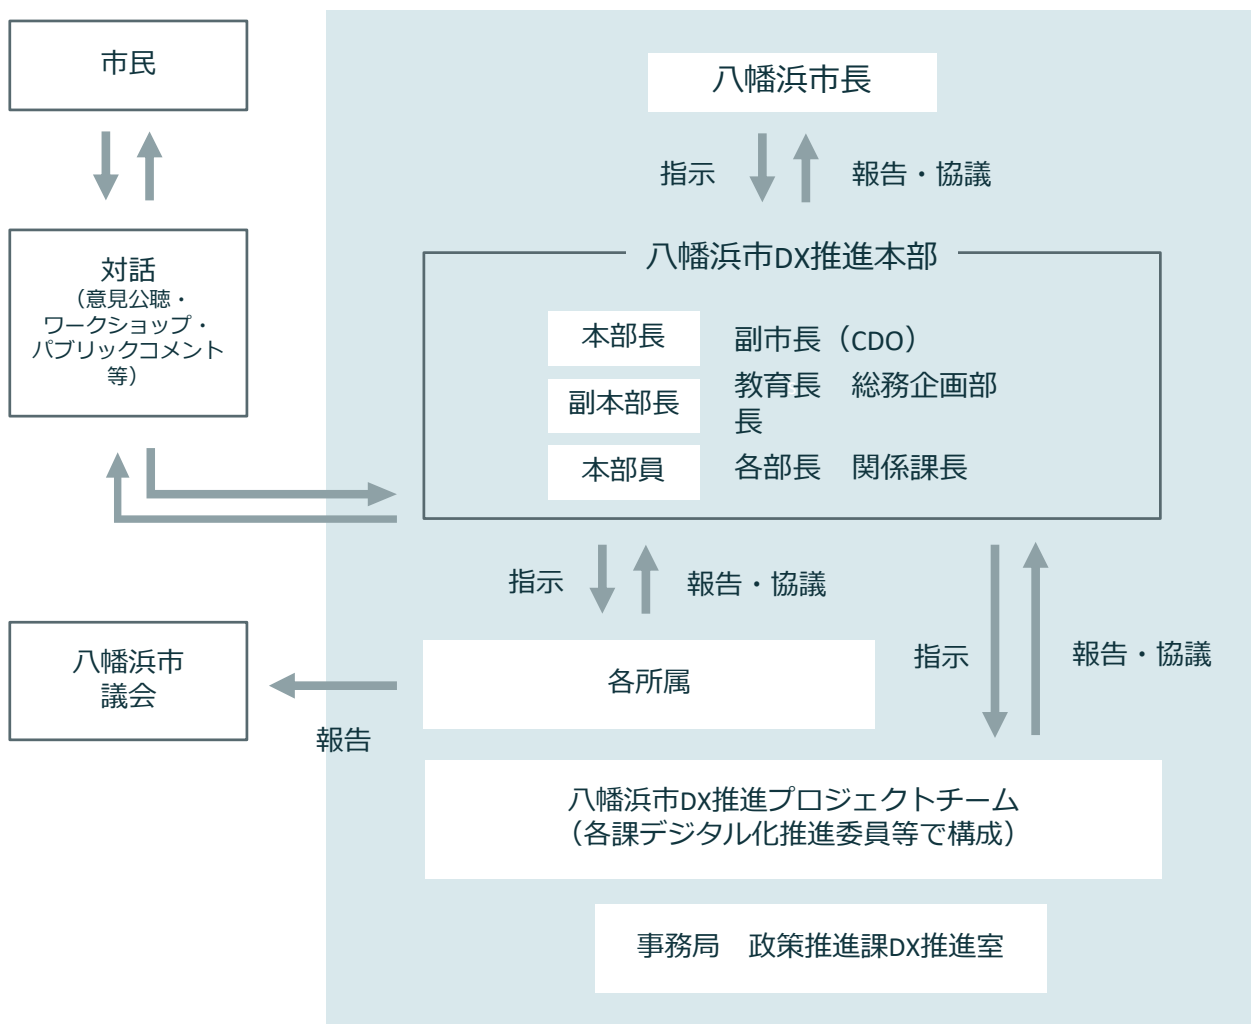 市民
対話
（意見公聴・
ワークショップ・
パブリックコメント
等）
八幡浜市
議会
報告
八幡浜市長
指示
報告・協議
八幡浜市DX推進本部
本部長
副市長（CDO）
副本部長
教育長　総務企画部
長
本部員
各部長　関係課長
指示
報告・協議
指示
報告・協議
各所属
八幡浜市DX推進プロジェクトチーム
（各課デジタル化推進委員等で構成）
事務局　政策推進課DX推進室